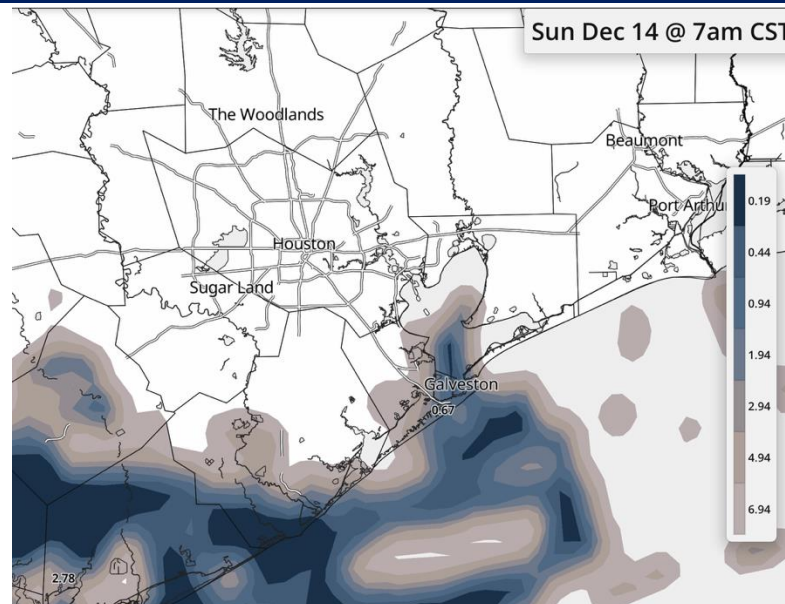 Sun Dec 14 @ 7am CST
The Woodlands
Beaumont
Port Arthu
Houston
Sugar Land
Galveston
0.67
2.78
0.19
0.44
0.94
1.94
2.94
4.94
6.94